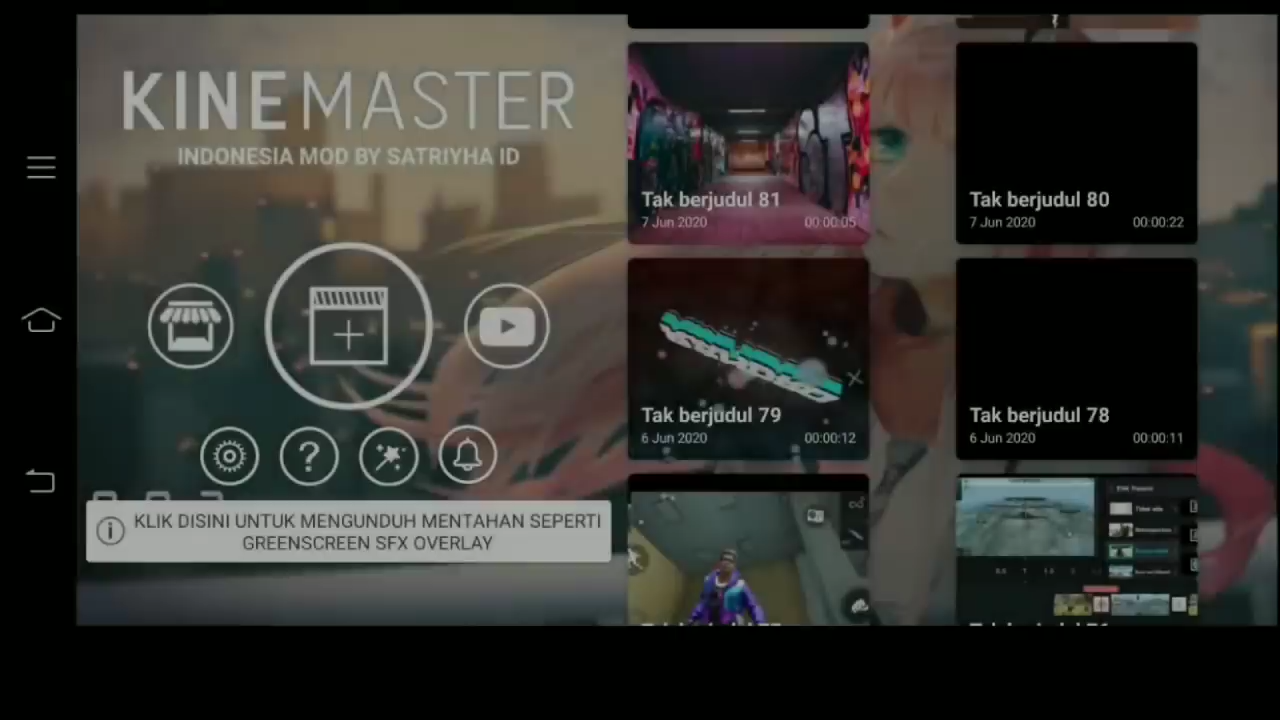 KINEMASTER
INDONESIA MOD BY SATRIYHA ID
KLIK DISINI UNTUK MENGUNDUH MENTAHAN SEPERTI
GREENSCREEN SFX OVERLAY
Tak berjudul 81
7 Jun 2020 00:00:05
Tak berjudul 80
7 Jun 2020 00:00:22
Tak berjudul 79
6 Jun 2020 00:00:12
Tak berjudul 78
6 Jun 2020 00:00:11